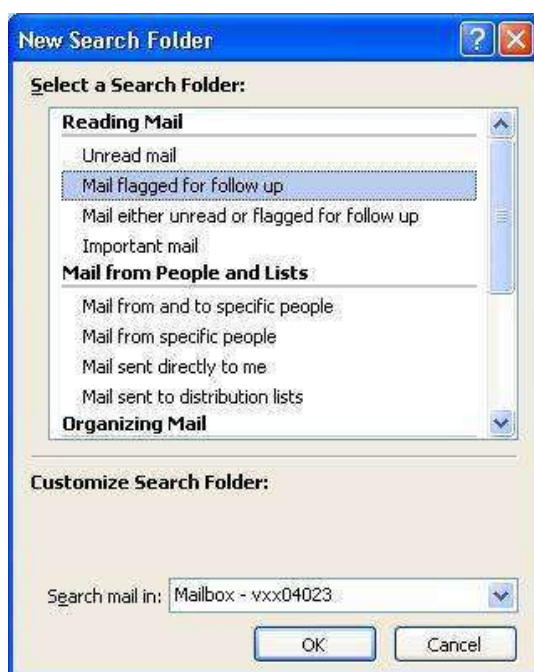 New Search Folder
Select a Search Folder:
Reading Mail
Unread mail
Mail flagged for follow up
Mail either unread or flagged for follow up
Important mail
Mail from People and Lists
Mail from and to specific people
Mail from specific people
Mail sent directly to me
Mail sent to distribution lists
Organizing Mail
Customize Search Folder:
Search mail in: Mailbox - vxx04023
OK Cancel